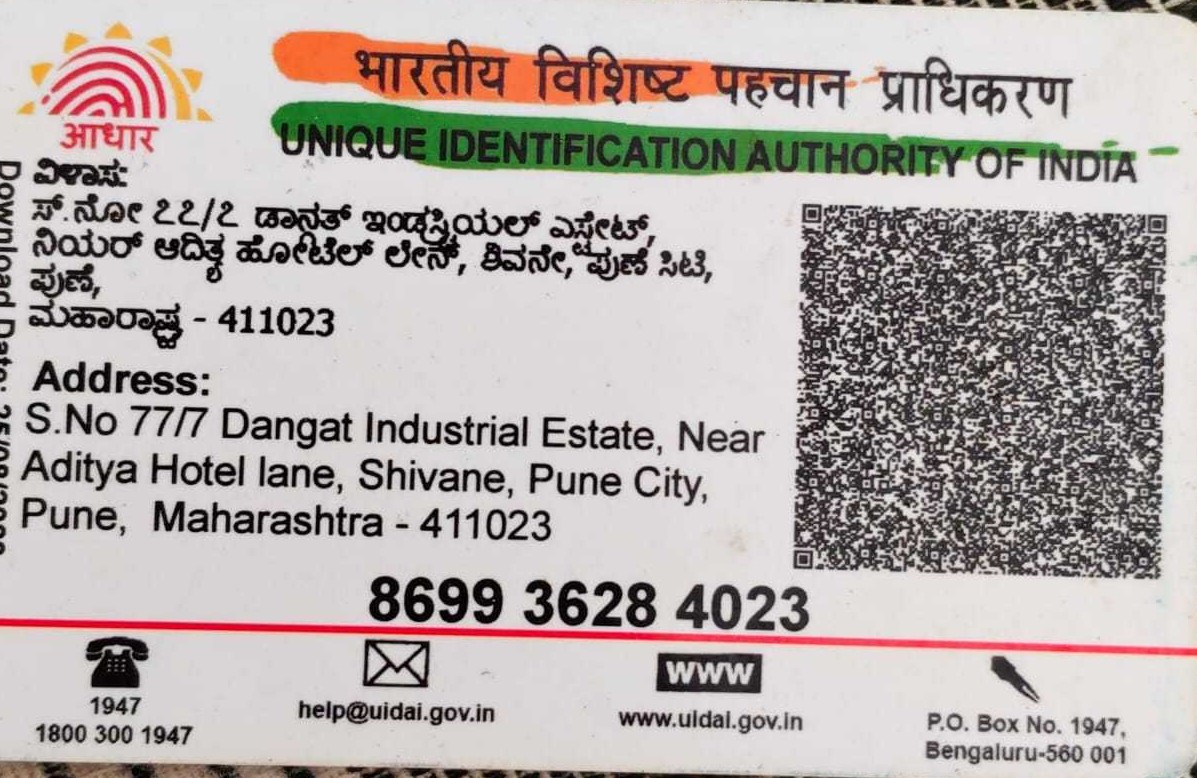 आधार
भारतीय विशिष्ट पहचान प्राधिकरण
UNIQUE IDENTIFICATION AUTHORITY OF INDIA
Download Date:
ವಿಳಾಸ:
ಸ್.ನೋ ೭೭/೭ ಡಾನ್ಗತ್ ಇಂಡಸ್ಟ್ರಿಯಲ್ ಎಸ್ಟೇಟ್,
ನಿಯರ್ ಆದಿತ್ಯ ಹೋಟೆಲ್ ಲೇನ್, ಶಿವನೇ, ಪುಣೆ ಸಿಟಿ,
ಪುಣೆ,
ಮಹಾರಾಷ್ಟ್ರ - 411023
Address:
S.No 77/7 Dangat Industrial Estate, Near
Aditya Hotel lane, Shivane, Pune City,
Pune, Maharashtra - 411023
8699 3628 4023
1947
1800 300 1947
help@uidai.gov.in
www
www.uidai.gov.in
P.O. Box No. 1947,
Bengaluru-560 001